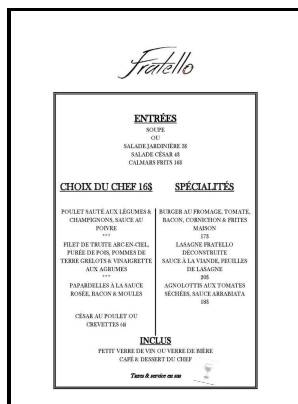 Fratello
ENTRÉES
SOUPE
OU
SALADE JARDINIÈRE 3$
SALADE CÉSAR 4$
CALMARS FRITS 16$
CHOIX DU CHEF 16$
POULET SAUTÉ AUX LÉGUMES &
CHAMPIGNONS, SAUCE AU
POIVRE
***
FILET DE TRUITE ARC-EN-CIEL,
PURÉE DE POIS, POMMES DE
TERRE GRELOTS & VINAIGRETTE
AUX AGRUMES
***
PAPARDELLES À LA SAUCE
ROSÉE, BACON & MOULES
CÉSAR AU POULET OU
CREVETTES
SPÉCIALITÉS
BURGER AU FROMAGE, TOMATE,
BACON, CORNICHON & FRITES
MAISON
17$
LASAGNE FRATELLO
DÉCONSTRUITE
SAUCE À LA VIANDE, FEUILLES
DE LASAGNE
20$
AGNOLOTTIS AUX TOMATES
SÉCHÉES, SAUCE ARRABIATA
18$
INCLUS
PETIT VERRE DE VIN OU VERRE DE BIÈRE
CAFÉ & DESSERT DU CHEF
Taxes & service en sus